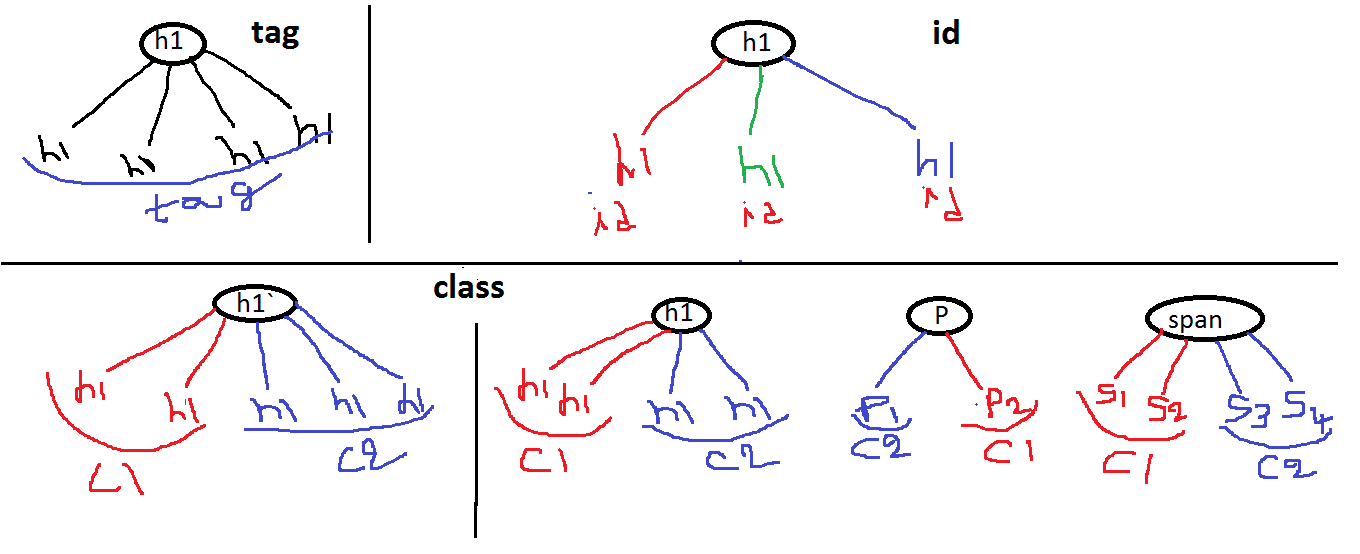 h1 tag
h1 h1 h1 h1
tag
h1 id
h1 h1 h1
id id id
class
h1`
h1 h1 h1 h1 h1
C1 C2
h1 P span
h1 h1 h1 h1 P1 P2 S1 S2 S3 S4
C1 C2 C2 C1 C1 C2